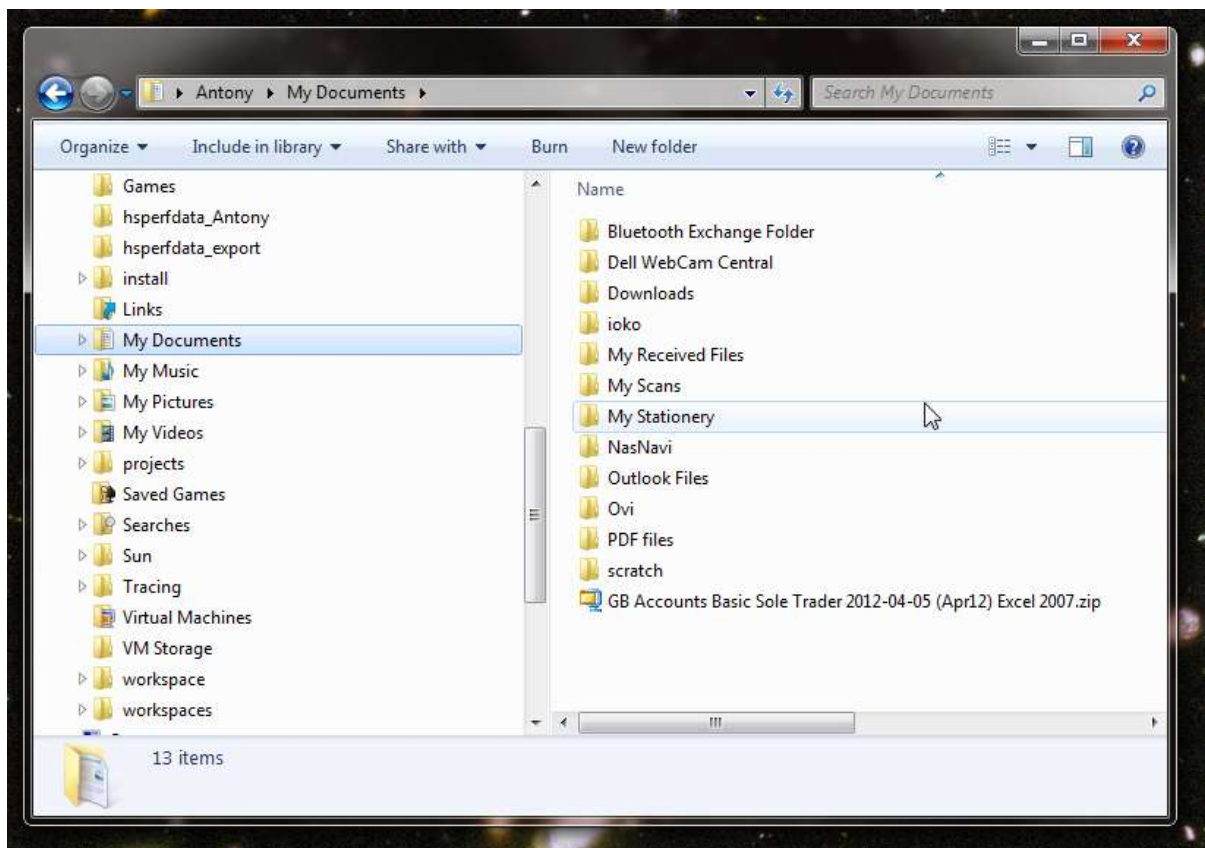 Antony My Documents
Search My Documents
Organize Include in library Share with Burn New folder
Games
hsperfdata_Antony
hsperfdata_export
install
Links
My Documents
My Music
My Pictures
My Videos
projects
Saved Games
Searches
Sun
Tracing
Virtual Machines
VM Storage
workspace
workspaces
Name
Bluetooth Exchange Folder
Dell WebCam Central
Downloads
ioko
My Received Files
My Scans
My Stationery
NasNavi
Outlook Files
Ovi
PDF files
scratch
GB Accounts Basic Sole Trader 2012-04-05 (Apr12) Excel 2007.zip
13 items